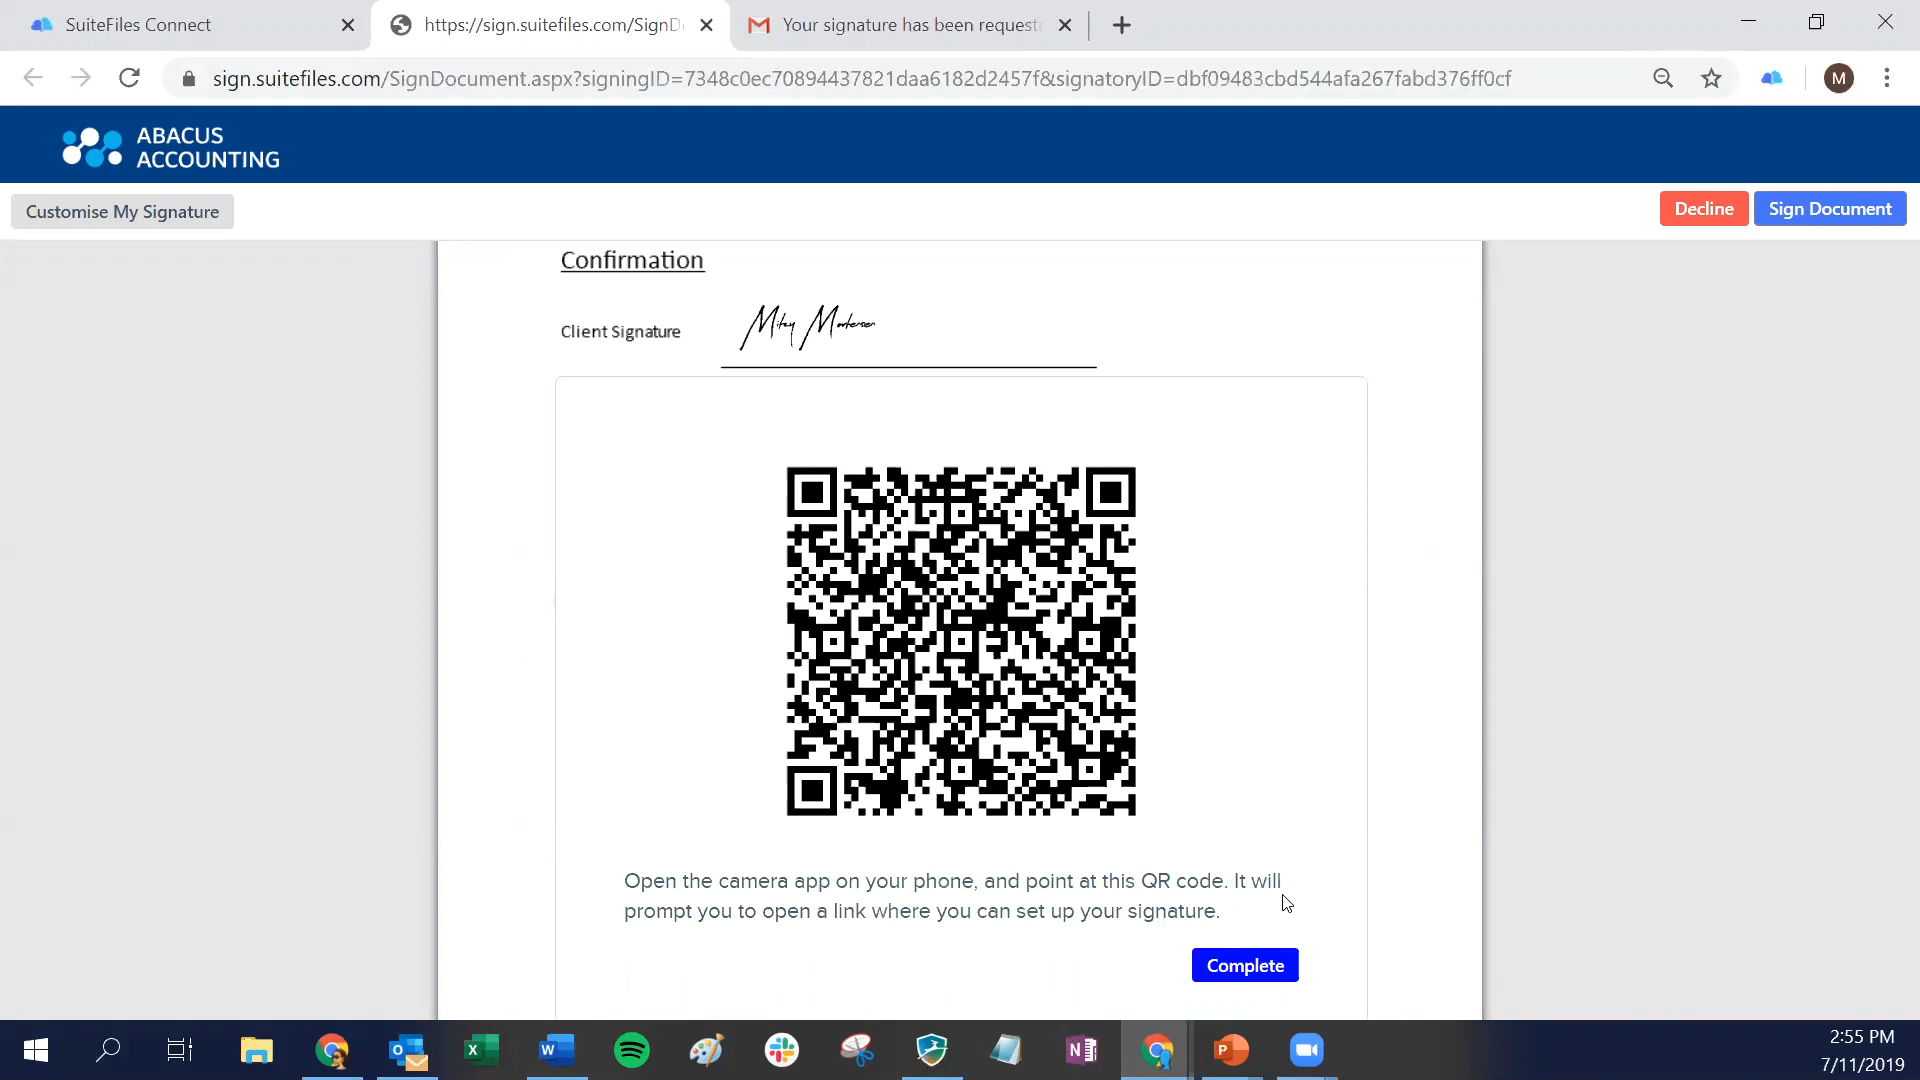 SuiteFiles Connect
https://sign.suitefiles.com/SignD
Your signature has been request
sign.suitefiles.com/SignDocument.aspx?signingID=7348c0ec70894437821daa6182d2457f&signatoryID=dbf09483cbd544afa267fabd376ff0cf
M
ABACUS
ACCOUNTING
Customise My Signature
Decline
Sign Document
Confirmation
Client Signature
Open the camera app on your phone, and point at this QR code. It will
prompt you to open a link where you can set up your signature.
Complete
2:55 PM
7/11/2019